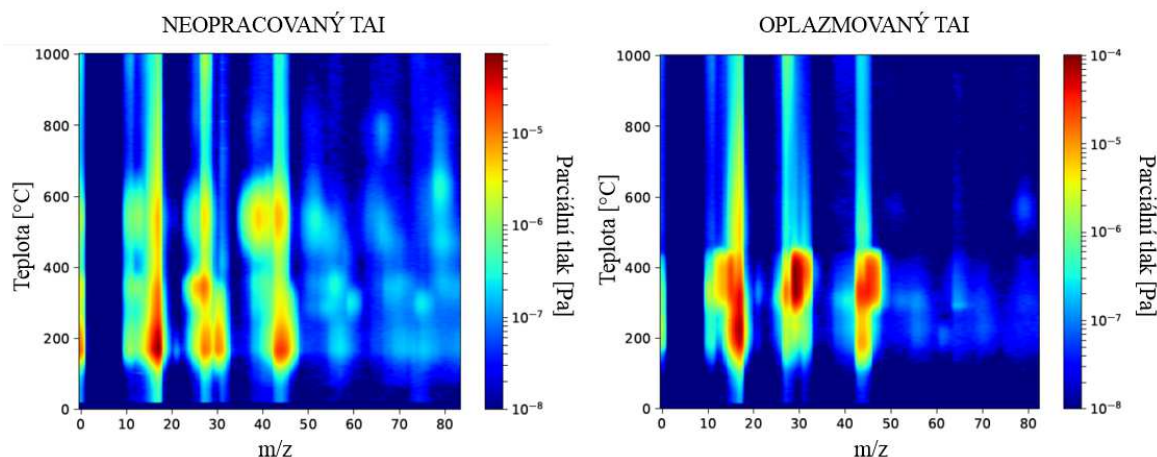 NEOPRACOVANÝ TAI
1000
800
600
400
200
0
Teplota [°C]
0 10 20 30 40 50 60 70 80
m/z
10⁻⁵
10⁻⁶
10⁻⁷
10⁻⁸
Parciální tlak [Pa]
OPLAZMOVANÝ TAI
1000
800
600
400
200
0
Teplota [°C]
0 10 20 30 40 50 60 70 80
m/z
10⁻⁴
10⁻⁵
10⁻⁶
10⁻⁷
10⁻⁸
Parciální tlak [Pa]